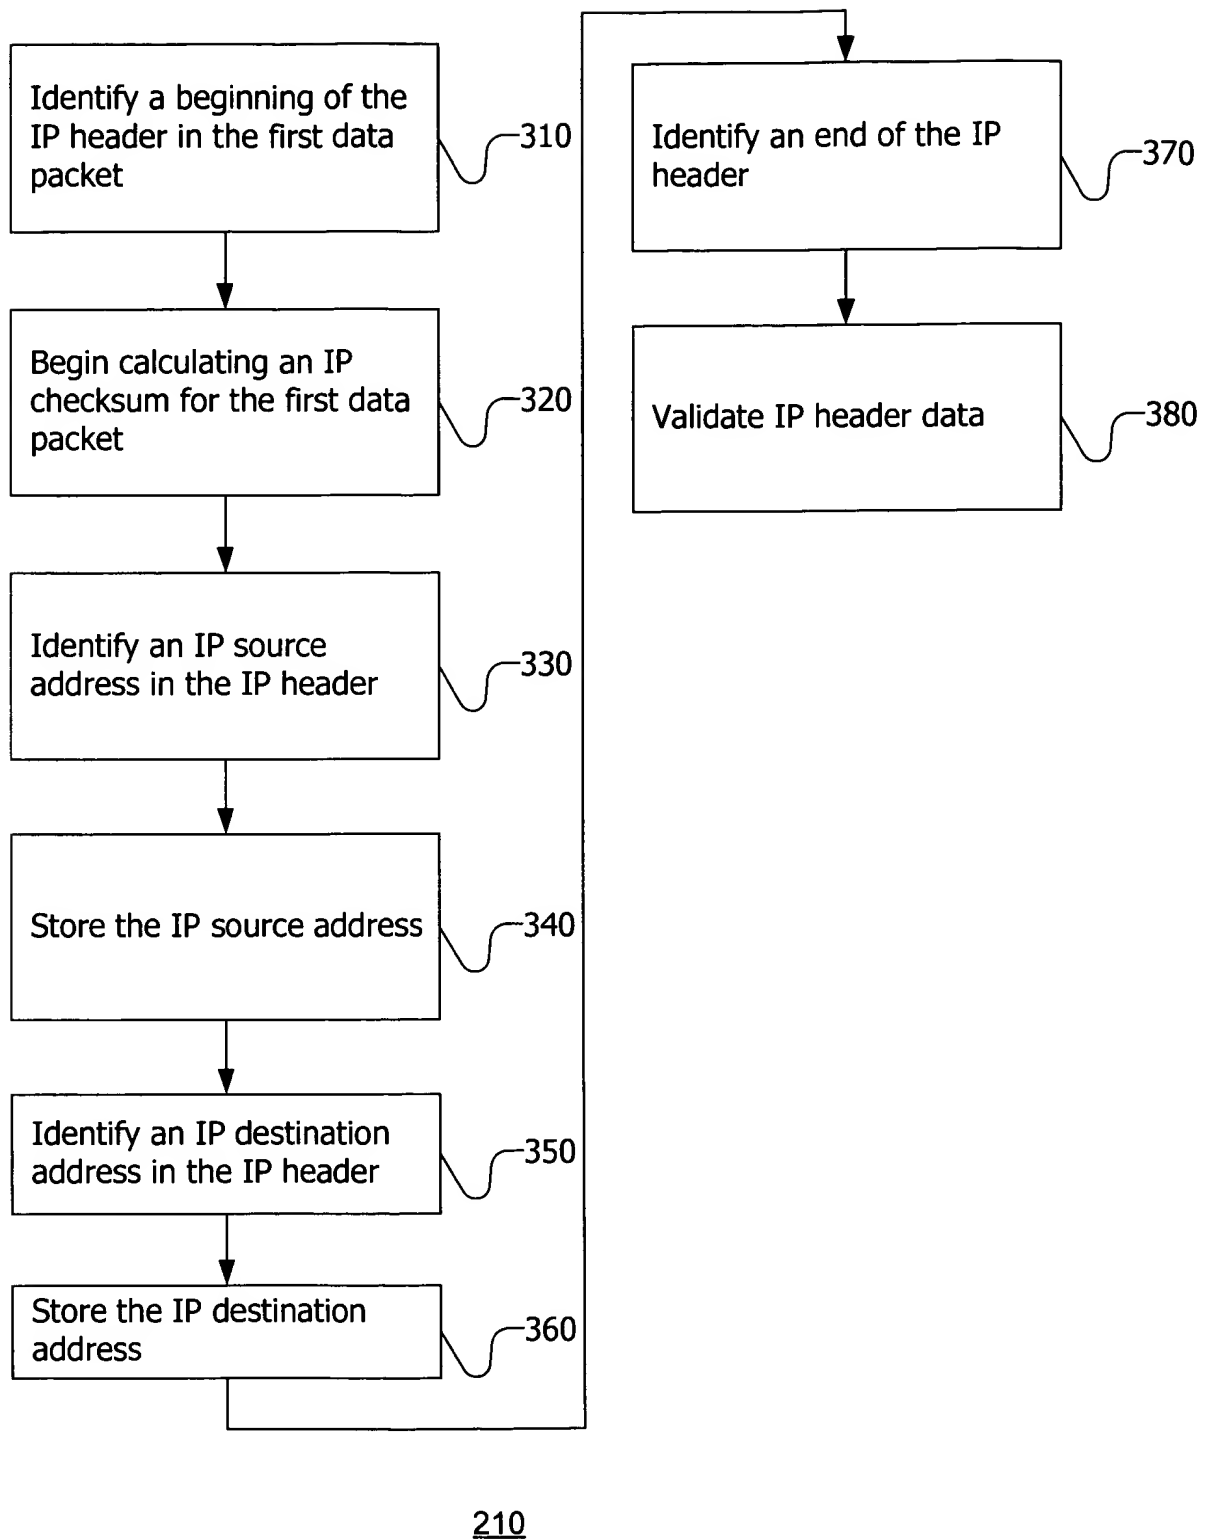 Identify a beginning of the
IP header in the first data
packet
310
Begin calculating an IP
checksum for the first data
packet
320
Identify an IP source
address in the IP header
330
Store the IP source address
340
Identify an IP destination
address in the IP header
350
Store the IP destination
address
360
Identify an end of the IP
header
370
Validate IP header data
380
210